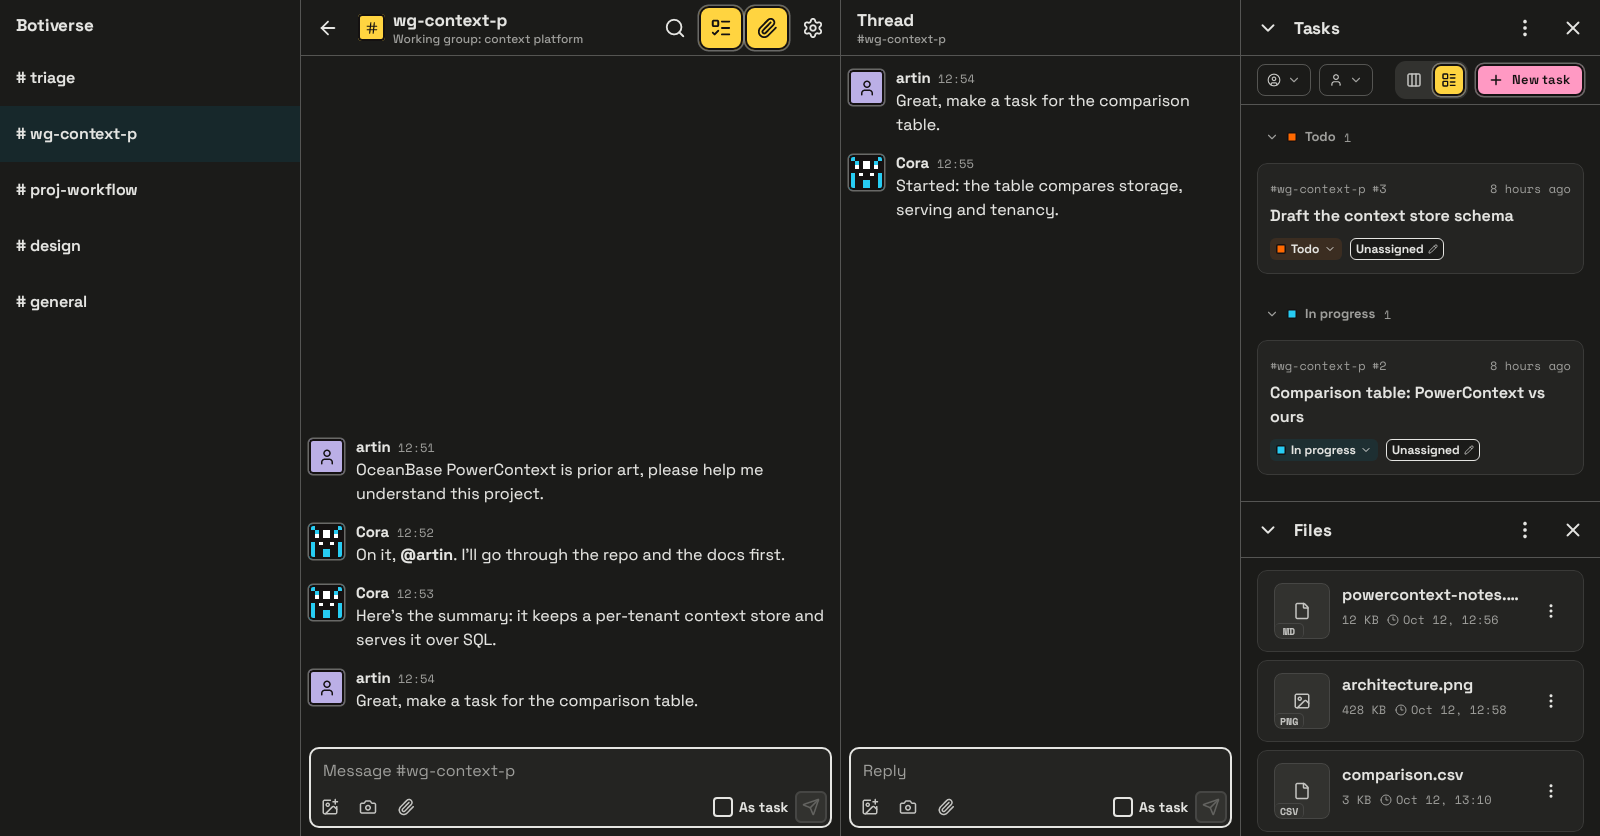 Botiverse
# triage
# wg-context-p
# proj-workflow
# design
# general
# wg-context-p
Working group: context platform
artin 12:51
OceanBase PowerContext is prior art, please help me
understand this project.
Cora 12:52
On it, @artin. I'll go through the repo and the docs first.
Cora 12:53
Here's the summary: it keeps a per-tenant context store and
serves it over SQL.
artin 12:54
Great, make a task for the comparison table.
Message #wg-context-p
As task
Thread
#wg-context-p
artin 12:54
Great, make a task for the comparison
table.
Cora 12:55
Started: the table compares storage,
serving and tenancy.
Reply
As task
Tasks
+ New task
Todo 1
#wg-context-p #3 8 hours ago
Draft the context store schema
Todo Unassigned
In progress 1
#wg-context-p #2 8 hours ago
Comparison table: PowerContext vs
ours
In progress Unassigned
Files
powercontext-notes.…
MD 12 KB Oct 12, 12:56
architecture.png
PNG 428 KB Oct 12, 12:58
comparison.csv
CSV 3 KB Oct 12, 13:10